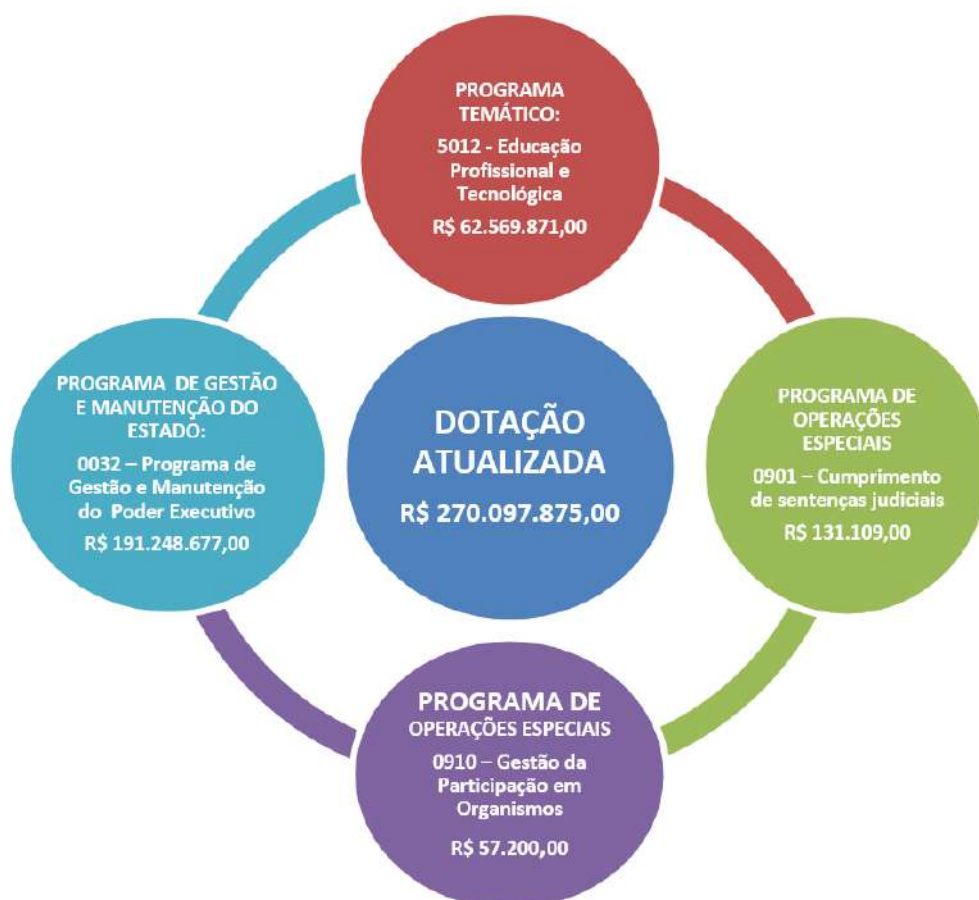 PROGRAMA
TEMÁTICO:
5012 - Educação
Profissional e
Tecnológica
R$ 62.569.871,00
PROGRAMA DE GESTÃO
E MANUTENÇÃO DO
ESTADO:
0032 – Programa de
Gestão e Manutenção
do Poder Executivo
R$ 191.248.677,00
DOTAÇÃO
ATUALIZADA
R$ 270.097.875,00
PROGRAMA DE
OPERAÇÕES
ESPECIAIS
0901 – Cumprimento
de sentenças judiciais
R$ 131.109,00
PROGRAMA DE
OPERAÇÕES ESPECIAIS
0910 – Gestão da
Participação em
Organismos
R$ 57.200,00